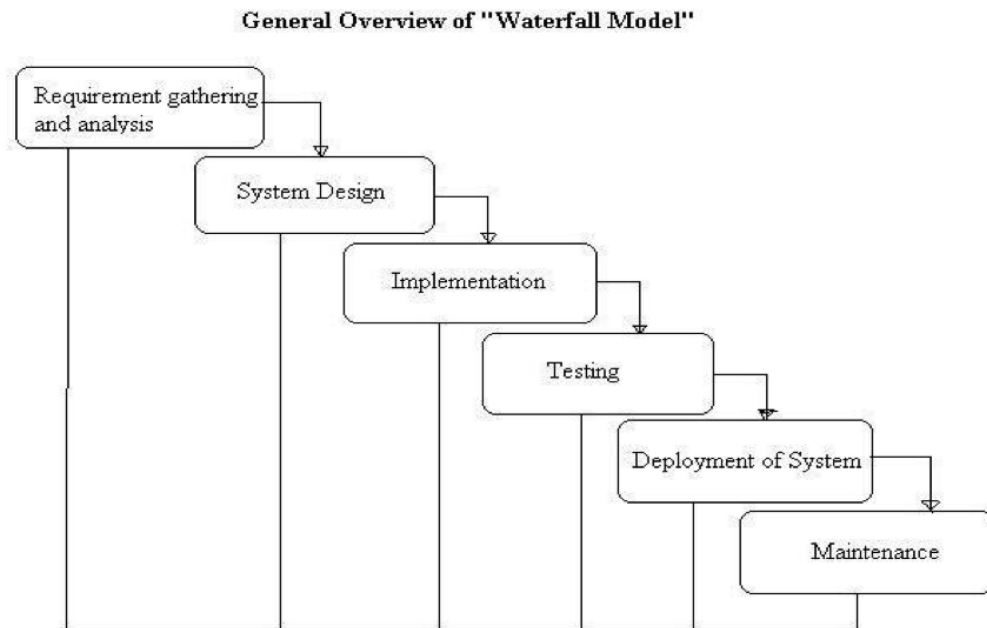 General Overview of "Waterfall Model"
Requirement gathering
and analysis
System Design
Implementation
Testing
Deployment of System
Maintenance